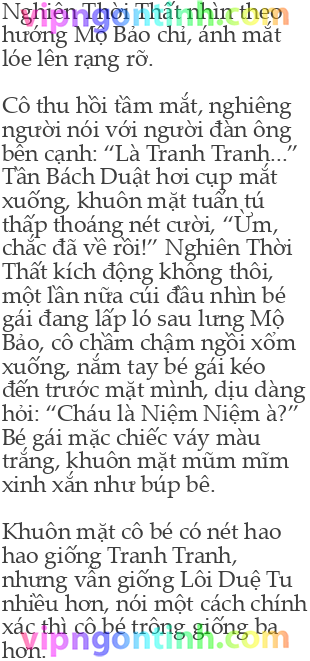 Nghiên Thời Thất nhìn theo
hướng Mộ Bảo chỉ, ánh mắt
lóe lên rạng rỡ.
Cô thu hồi tầm mắt, nghiêng
người nói với người đàn ông
bên cạnh: “Là Tranh Tranh...”
Tần Bách Duật hơi cụp mắt
xuống, khuôn mặt tuấn tú
thấp thoáng nét cười, “Ừm,
chắc đã về rồi!” Nghiên Thời
Thất kích động không thôi,
một lần nữa cúi đầu nhìn bé
gái đang lấp ló sau lưng Mộ
Bảo, cô chầm chậm ngồi xổm
xuống, nắm tay bé gái kéo
đến trước mặt mình, dịu dàng
hỏi: “Cháu là Niệm Niệm à?”
Bé gái mặc chiếc váy màu
trắng, khuôn mặt mũm mĩm
xinh xắn như búp bê.
Khuôn mặt cô bé có nét hao
hao giống Tranh Tranh,
nhưng vẫn giống Lôi Duệ Tu
nhiều hơn, nói một cách chính
xác thì cô bé trông giống ba
hơn.
vipngontinh.com
vipngontinh.com